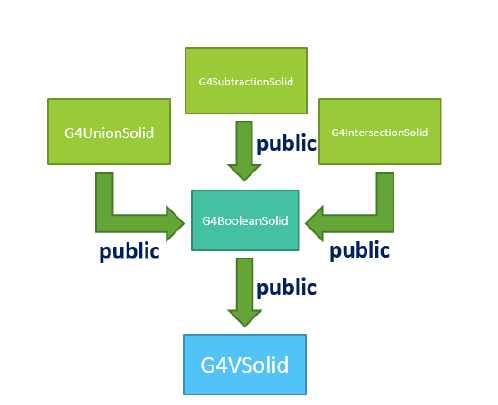 G4SubtractionSolid
G4UnionSolid
G4IntersectionSolid
public
G4BooleanSolid
public
public
public
G4VSolid